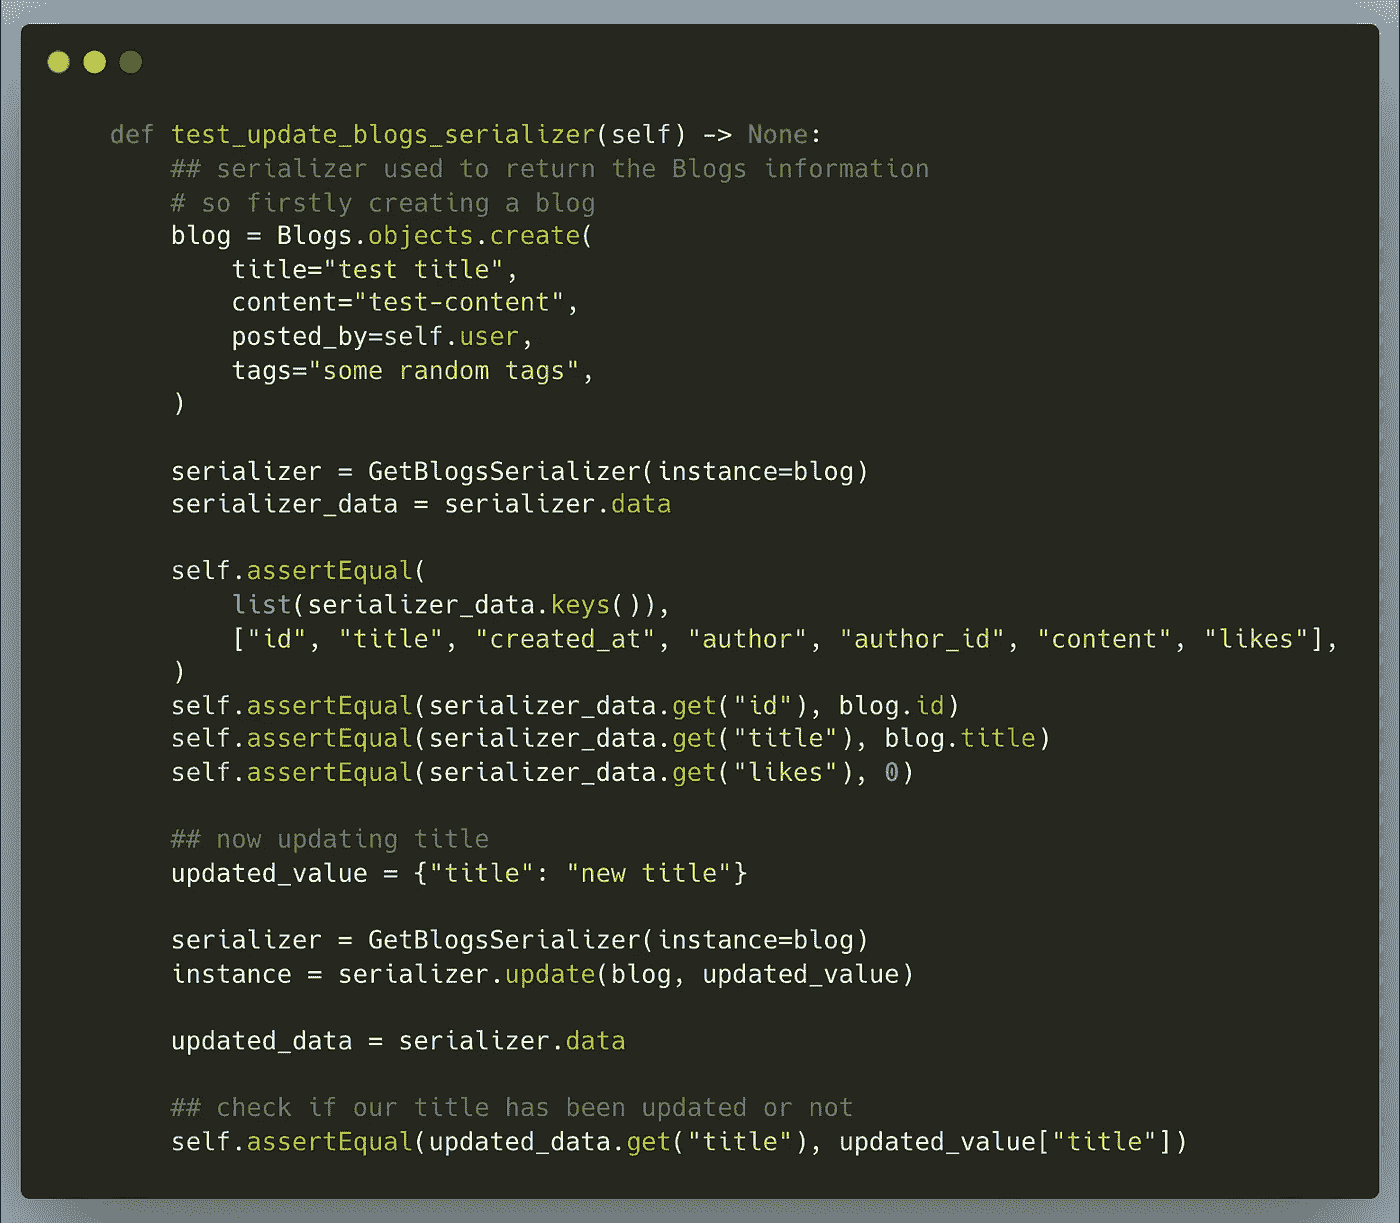 def test_update_blogs_serializer(self) -> None:
## serializer used to return the Blogs information
# so firstly creating a blog
blog = Blogs.objects.create(
title="test title",
content="test-content",
posted_by=self.user,
tags="some random tags",
)
serializer = GetBlogsSerializer(instance=blog)
serializer_data = serializer.data
self.assertEqual(
list(serializer_data.keys()),
["id", "title", "created_at", "author", "author_id", "content", "likes"],
)
self.assertEqual(serializer_data.get("id"), blog.id)
self.assertEqual(serializer_data.get("title"), blog.title)
self.assertEqual(serializer_data.get("likes"), 0)
## now updating title
updated_value = {"title": "new title"}
serializer = GetBlogsSerializer(instance=blog)
instance = serializer.update(blog, updated_value)
updated_data = serializer.data
## check if our title has been updated or not
self.assertEqual(updated_data.get("title"), updated_value["title"])